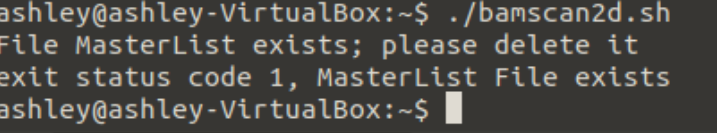 ashley@ashley-VirtualBox:~$ ./bamscan2d.sh
File MasterList exists; please delete it
exit status code 1, MasterList File exists
ashley@ashley-VirtualBox:~$